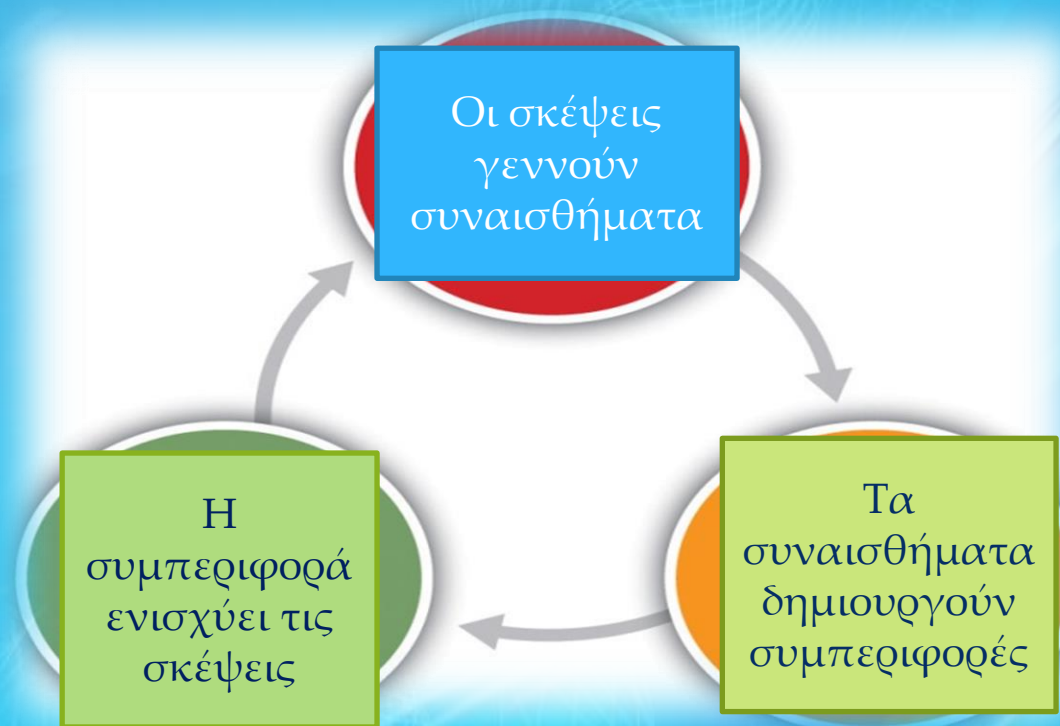 Οι σκέψεις
γεννούν
συναισθήματα
Τα
συναισθήματα
δημιουργούν
συμπεριφορές
Η
συμπεριφορά
ενισχύει τις
σκέψεις